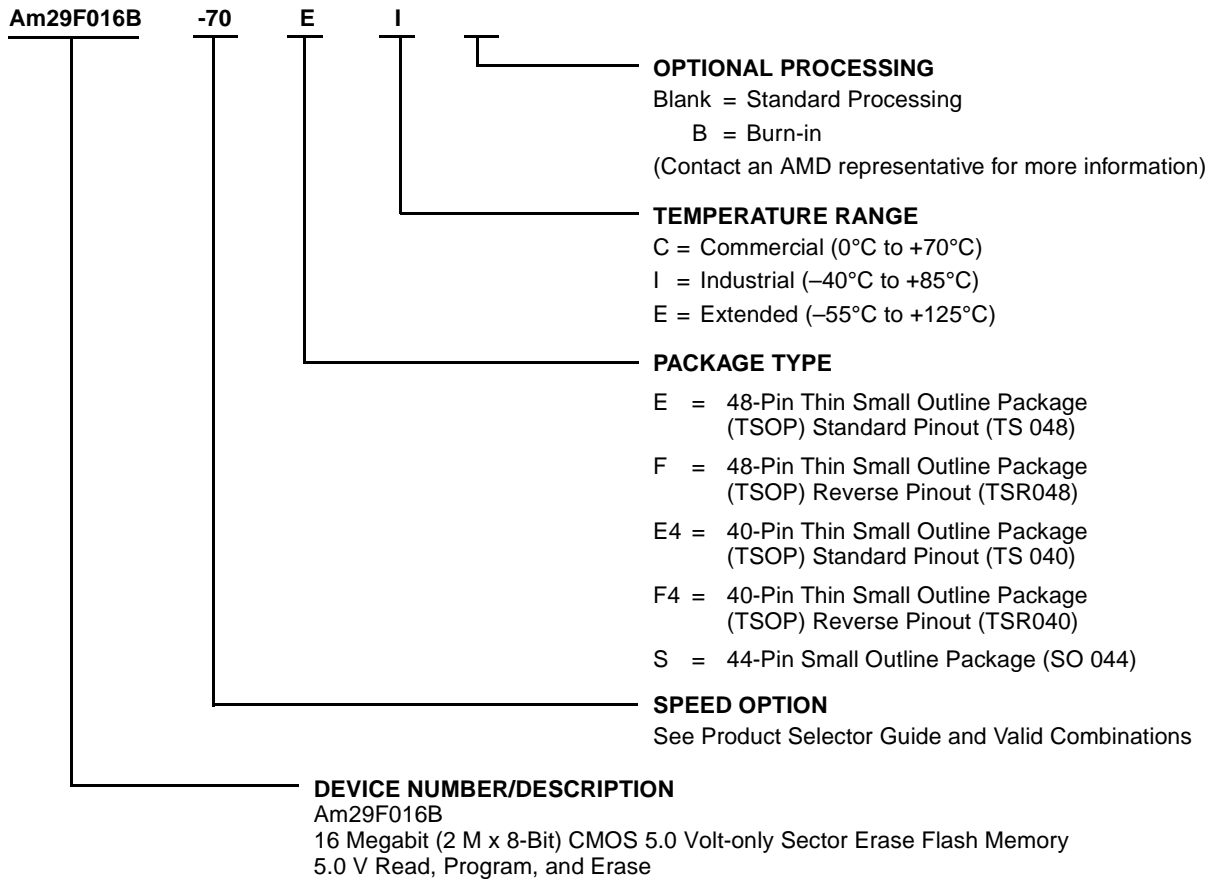 Am29F016B -70 E I
OPTIONAL PROCESSING
Blank = Standard Processing
B = Burn-in
(Contact an AMD representative for more information)
TEMPERATURE RANGE
C = Commercial (0°C to +70°C)
I = Industrial (–40°C to +85°C)
E = Extended (–55°C to +125°C)
PACKAGE TYPE
E = 48-Pin Thin Small Outline Package
(TSOP) Standard Pinout (TS 048)
F = 48-Pin Thin Small Outline Package
(TSOP) Reverse Pinout (TSR048)
E4 = 40-Pin Thin Small Outline Package
(TSOP) Standard Pinout (TS 040)
F4 = 40-Pin Thin Small Outline Package
(TSOP) Reverse Pinout (TSR040)
S = 44-Pin Small Outline Package (SO 044)
SPEED OPTION
See Product Selector Guide and Valid Combinations
DEVICE NUMBER/DESCRIPTION
Am29F016B
16 Megabit (2 M x 8-Bit) CMOS 5.0 Volt-only Sector Erase Flash Memory
5.0 V Read, Program, and Erase